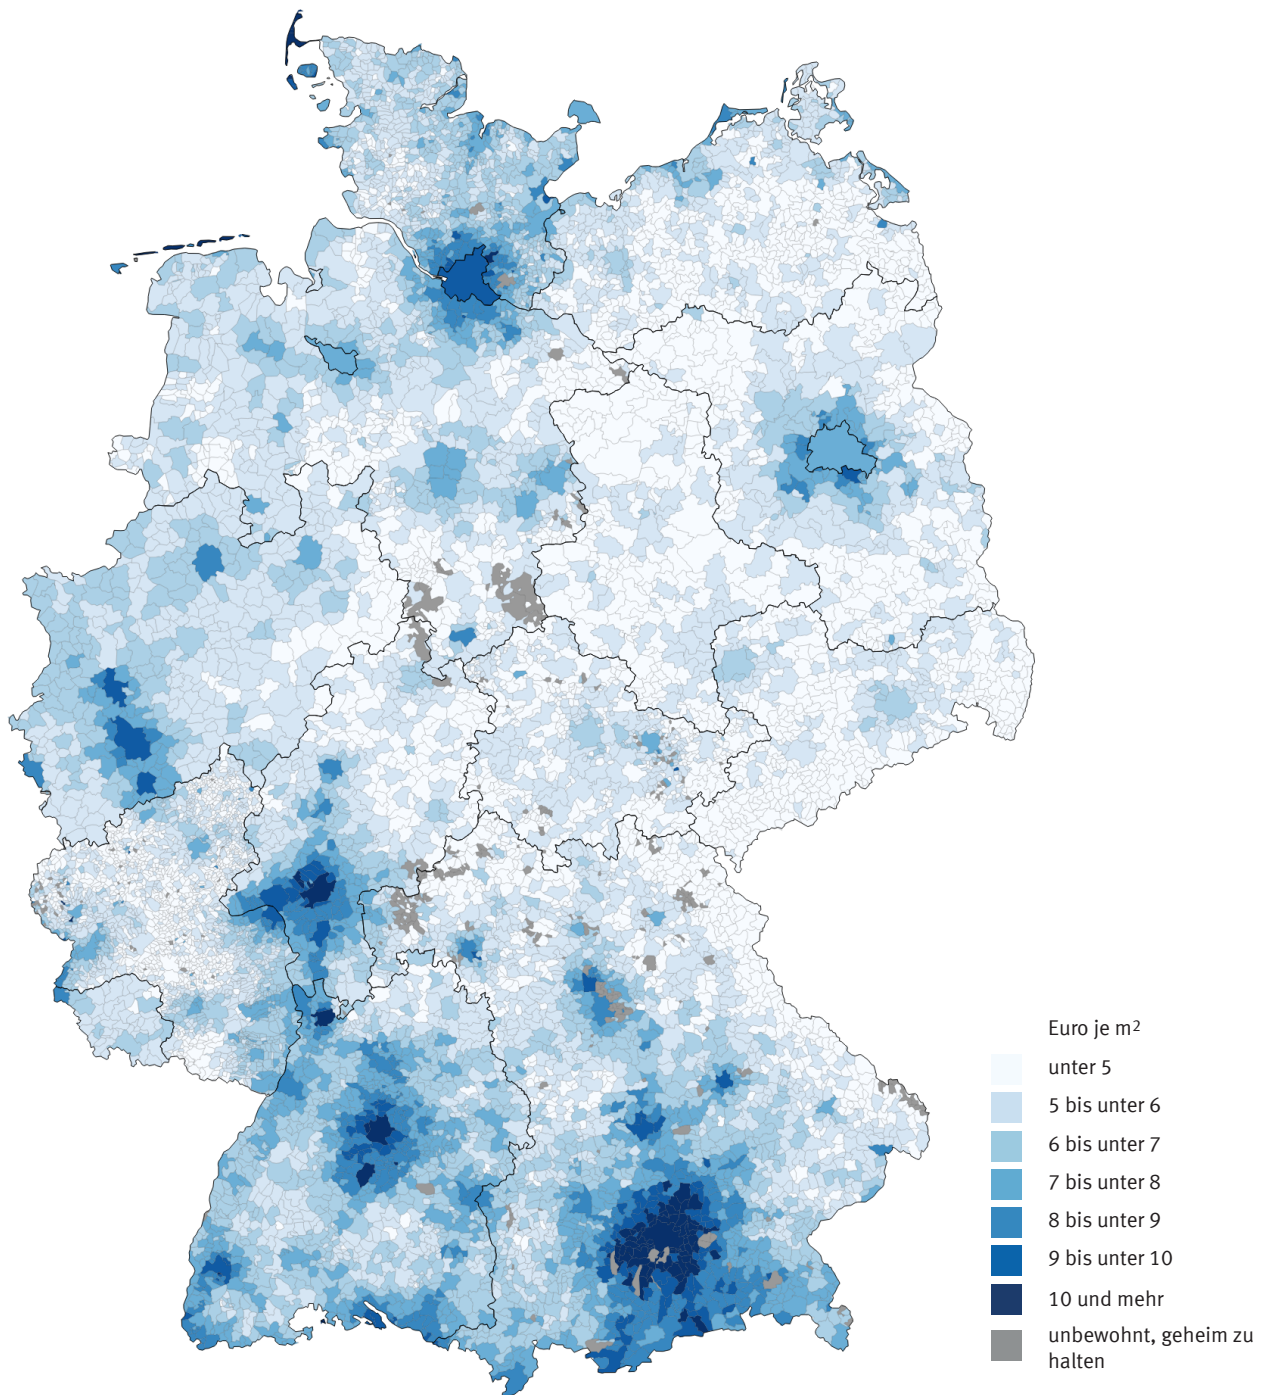 Euro je m2
unter 5
5 bis unter 6
6 bis unter 7
7 bis unter 8
8 bis unter 9
9 bis unter 10
10 und mehr
unbewohnt, geheim zu
halten